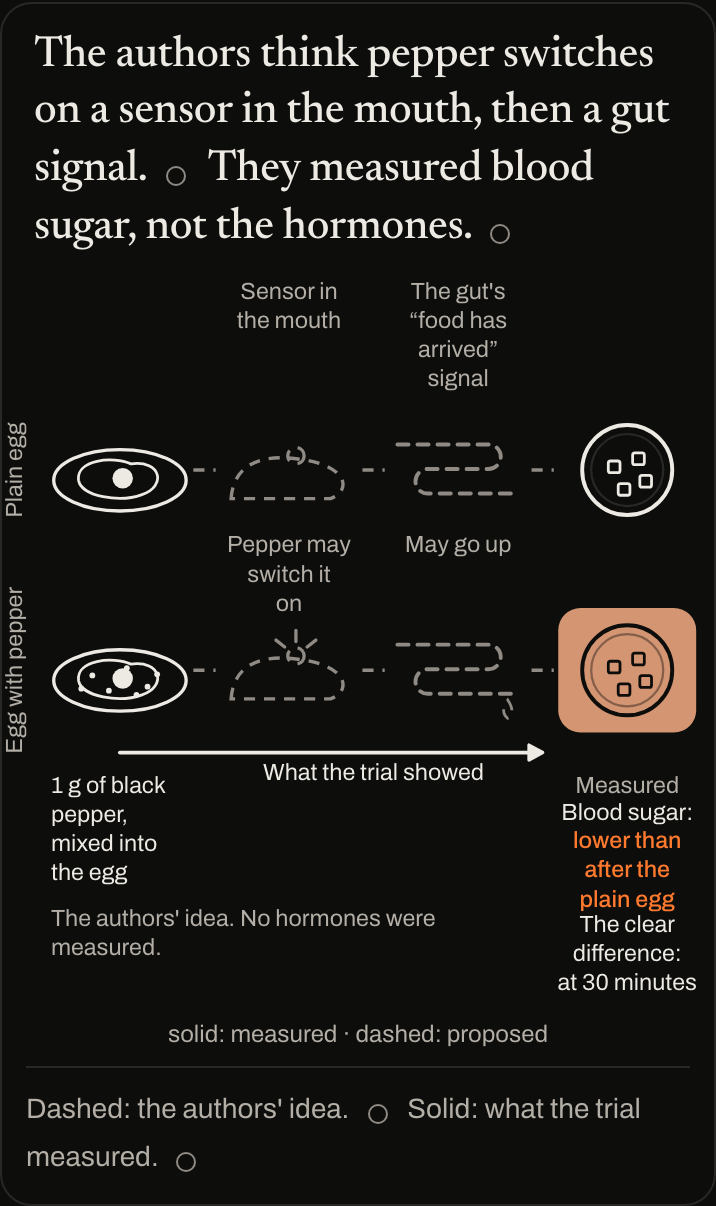 The authors think pepper switches
on a sensor in the mouth, then a gut
signal. They measured blood
sugar, not the hormones.
Sensor in
the mouth
The gut's
“food has
arrived”
signal
Plain egg
Pepper may
switch it
on
May go up
Egg with pepper
What the trial showed
1 g of black
pepper,
mixed into
the egg
Measured
Blood sugar:
lower than
after the
plain egg
The clear
difference:
at 30 minutes
The authors' idea. No hormones were
measured.
solid: measured · dashed: proposed
Dashed: the authors' idea. Solid: what the trial
measured.